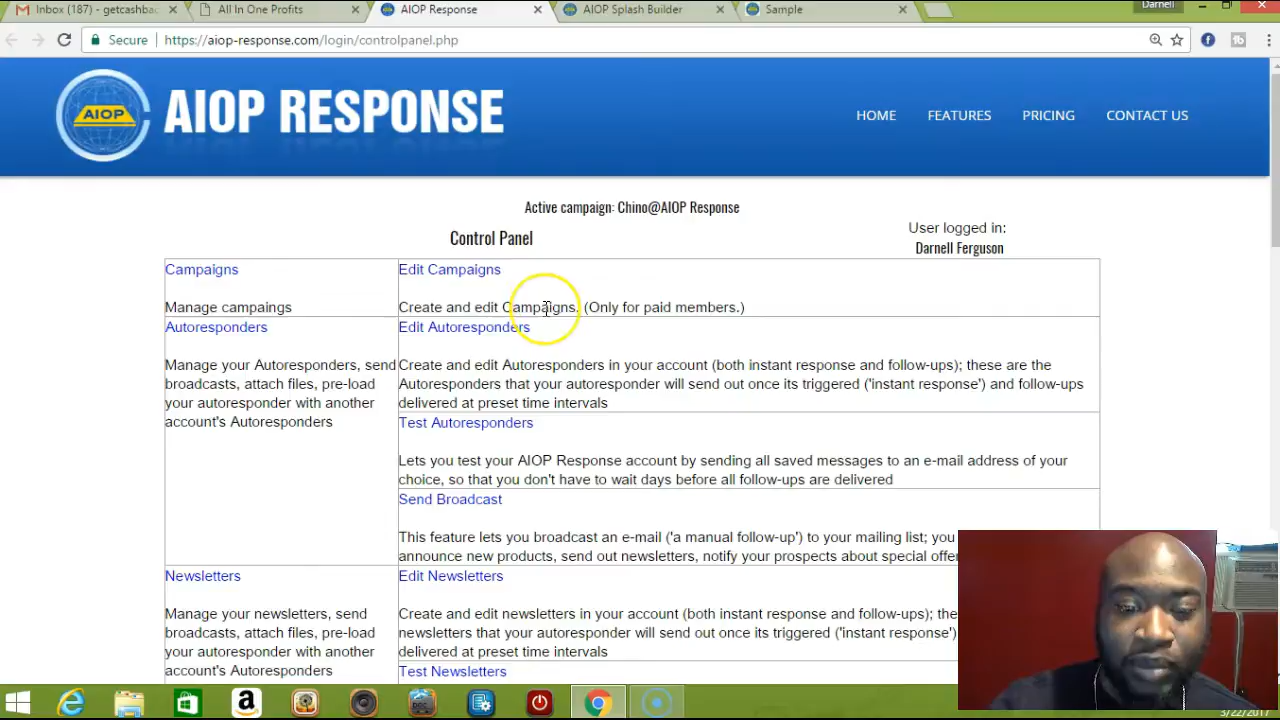 Inbox (187) - getcashba
All In One Profits
AIOP Response
AIOP Splash Builder
Sample
Darnell
Secure
https://aiop-response.com/login/controlpanel.php
AIOP
AIOP RESPONSE
HOME
FEATURES
PRICING
CONTACT US
Active campaign: Chino@AIOP Response
Control Panel
User logged in:
Darnell Ferguson
Campaigns
Manage campaings
Edit Campaigns
Create and edit Campaigns. (Only for paid members.)
Autoresponders
Manage your Autoresponders, send
broadcasts, attach files, pre-load
your autoresponder with another
account's Autoresponders
Edit Autoresponders
Create and edit Autoresponders in your account (both instant response and follow-ups); these are the
Autoresponders that your autoresponder will send out once its triggered ('instant response') and follow-ups
delivered at preset time intervals
Test Autoresponders
Lets you test your AIOP Response account by sending all saved messages to an e-mail address of your
choice, so that you don't have to wait days before all follow-ups are delivered
Send Broadcast
This feature lets you broadcast an e-mail ('a manual follow-up') to your mailing list; you
announce new products, send out newsletters, notify your prospects about special offer
Newsletters
Manage your newsletters, send
broadcasts, attach files, pre-load
your autoresponder with another
account's Autoresponders
Edit Newsletters
Create and edit newsletters in your account (both instant response and follow-ups); the
newsletters that your autoresponder will send out once its triggered ('instant response')
delivered at preset time intervals
Test Newsletters
3/22/2017